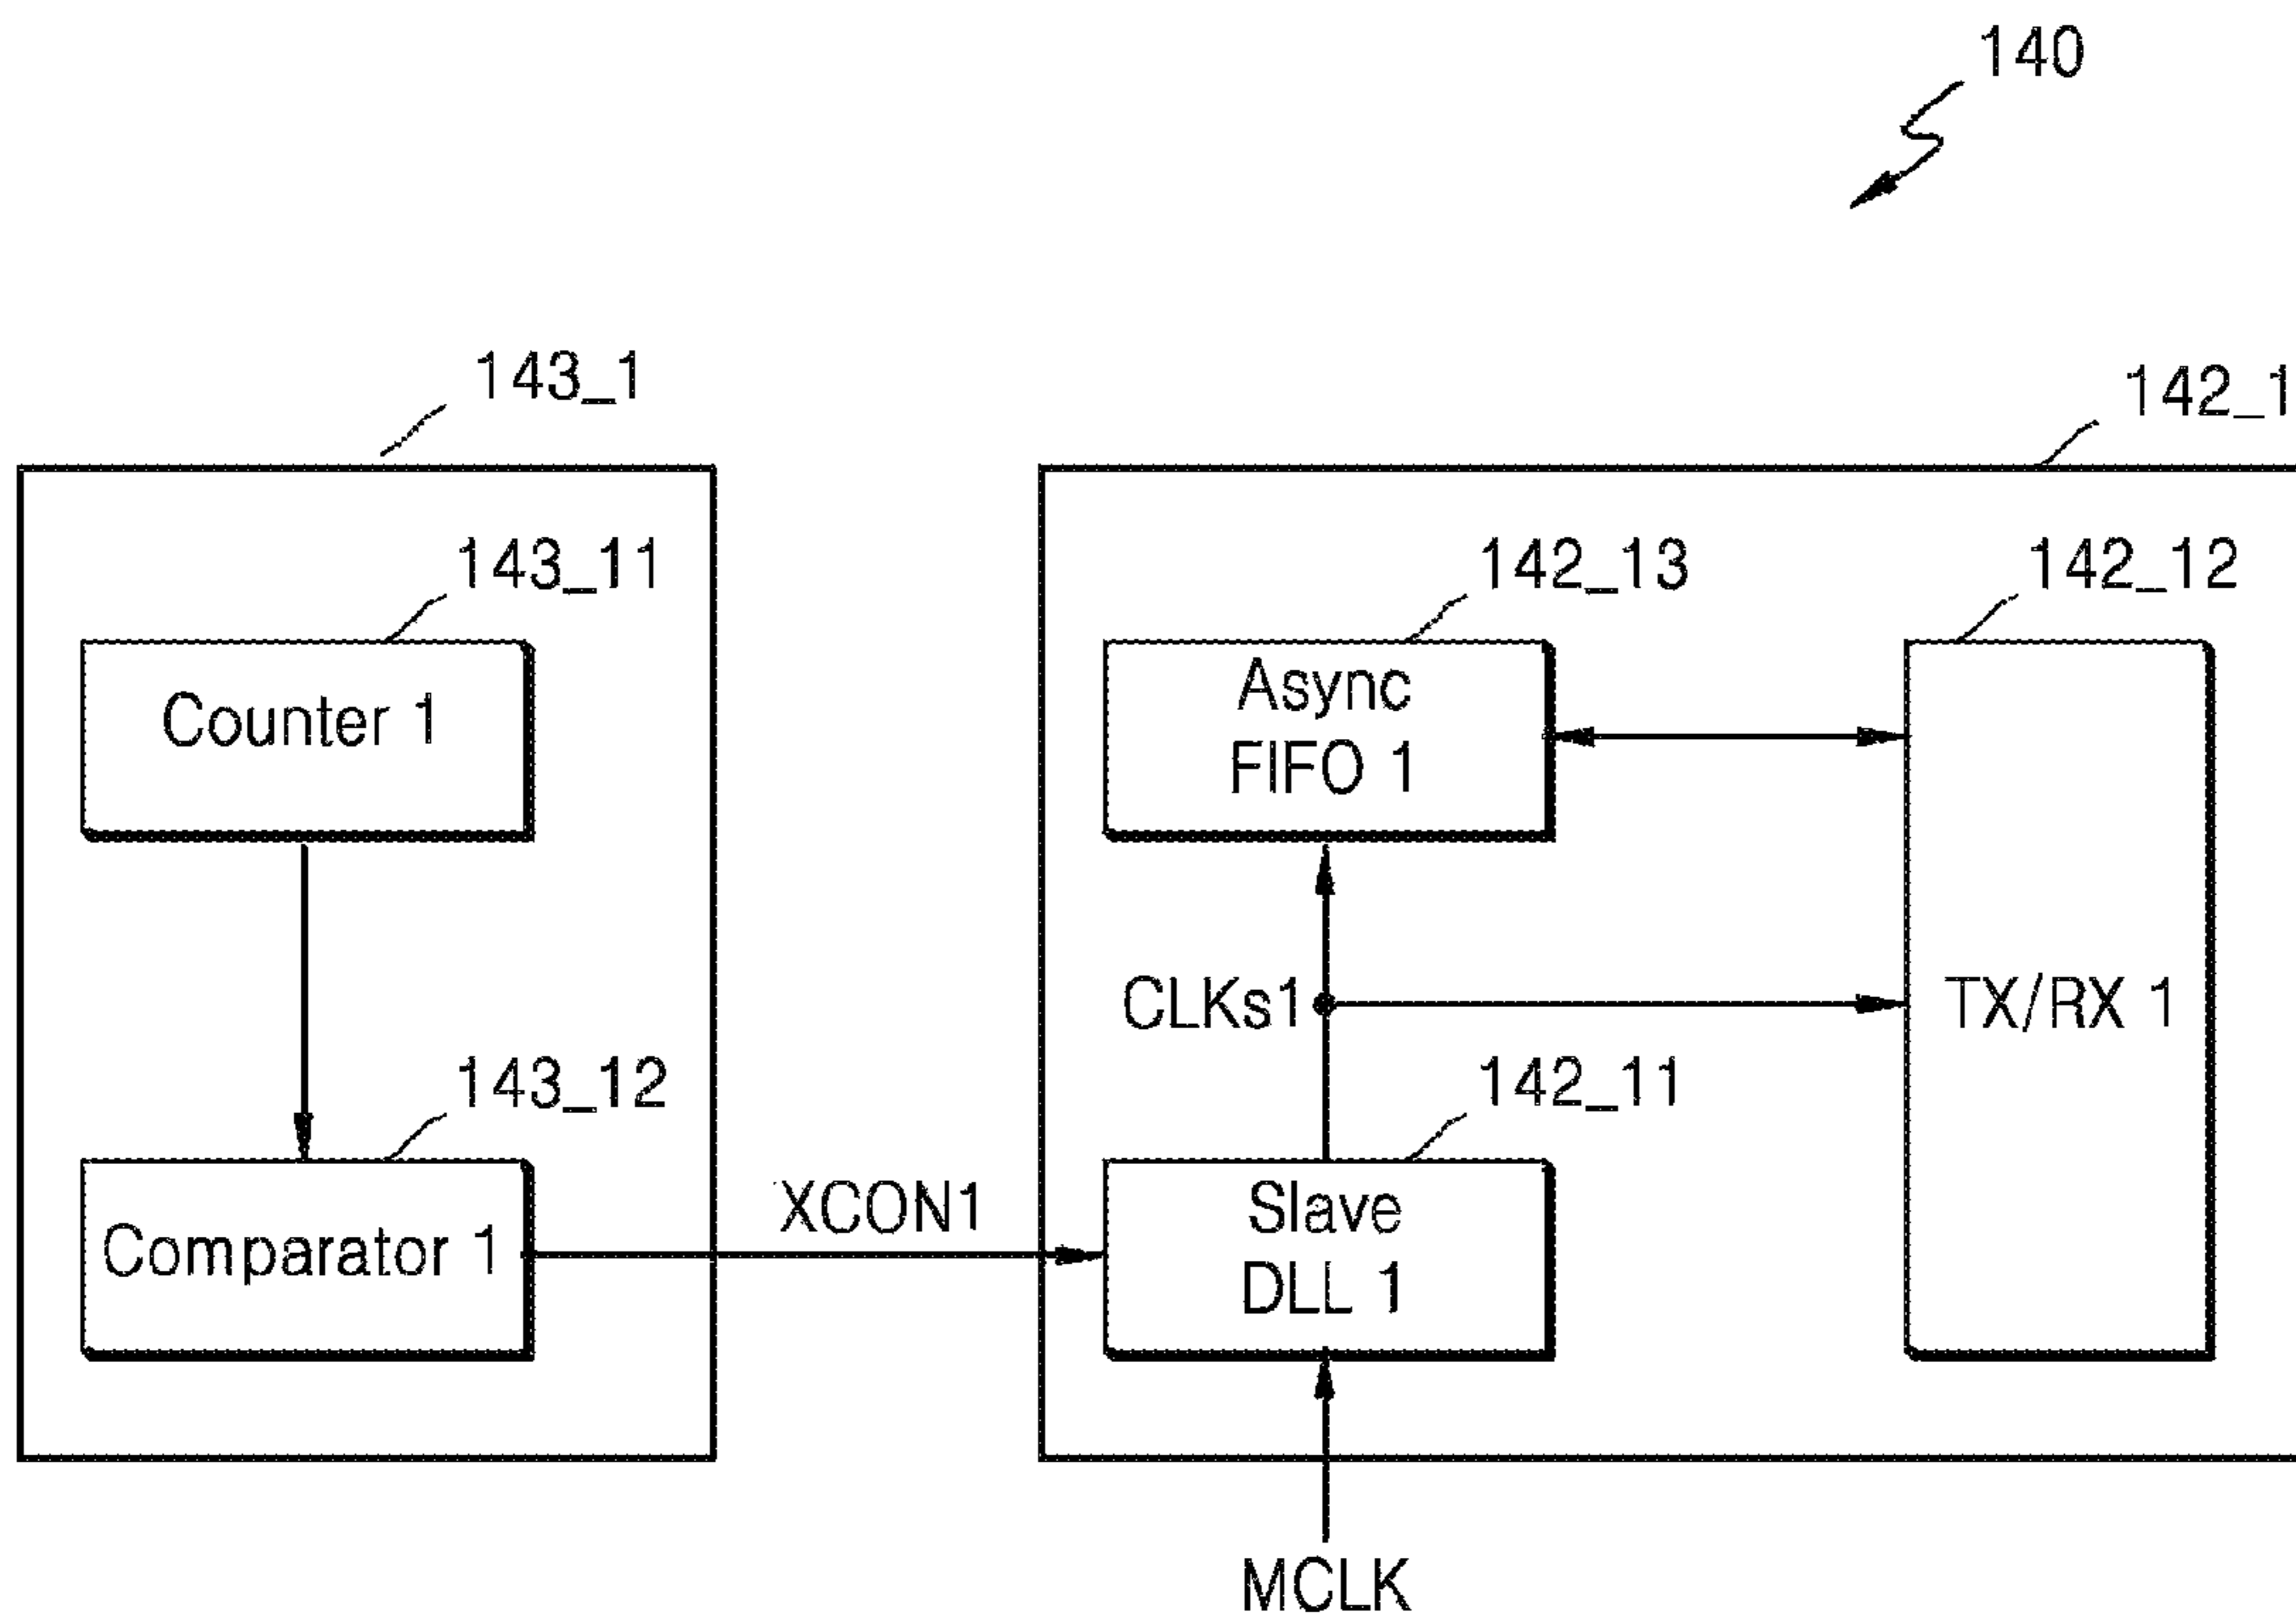 140
143_1
142_1
143_11
142_13
142_12
Counter 1
Async
FIFO 1
CLKs1
TX/RX 1
143_12
142_11
Comparator 1
XCON1
Slave
DLL 1
MCLK